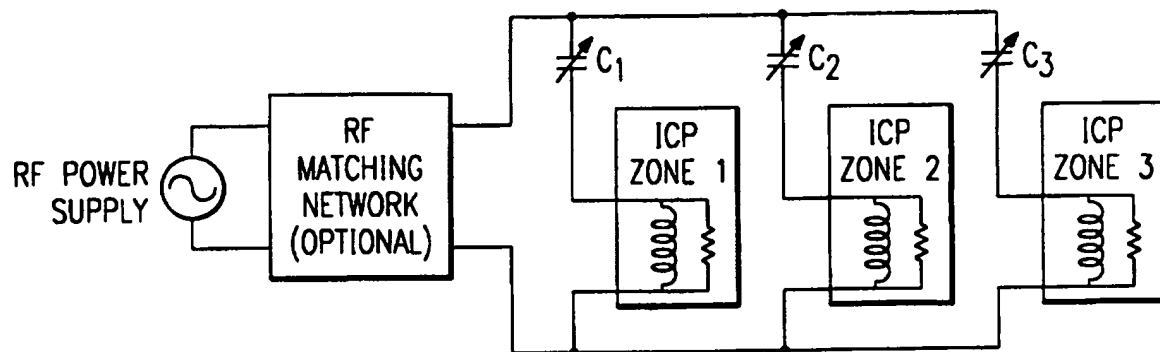 RF POWER
SUPPLY
RF
MATCHING
NETWORK
(OPTIONAL)
C1
ICP
ZONE 1
C2
ICP
ZONE 2
C3
ICP
ZONE 3